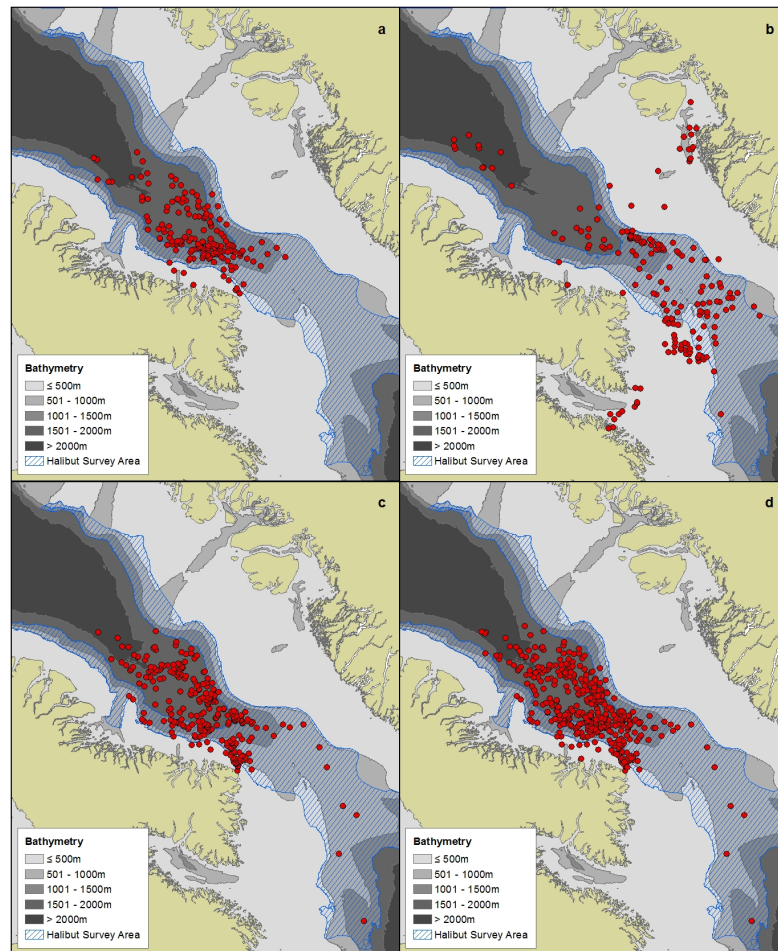 a
Bathymetry
≤ 500m
501 - 1000m
1001 - 1500m
1501 - 2000m
> 2000m
Halibut Survey Area
b
Bathymetry
≤ 500m
501 - 1000m
1001 - 1500m
1501 - 2000m
> 2000m
Halibut Survey Area
c
Bathymetry
≤ 500m
501 - 1000m
1001 - 1500m
1501 - 2000m
> 2000m
Halibut Survey Area
d
Bathymetry
≤ 500m
501 - 1000m
1001 - 1500m
1501 - 2000m
> 2000m
Halibut Survey Area